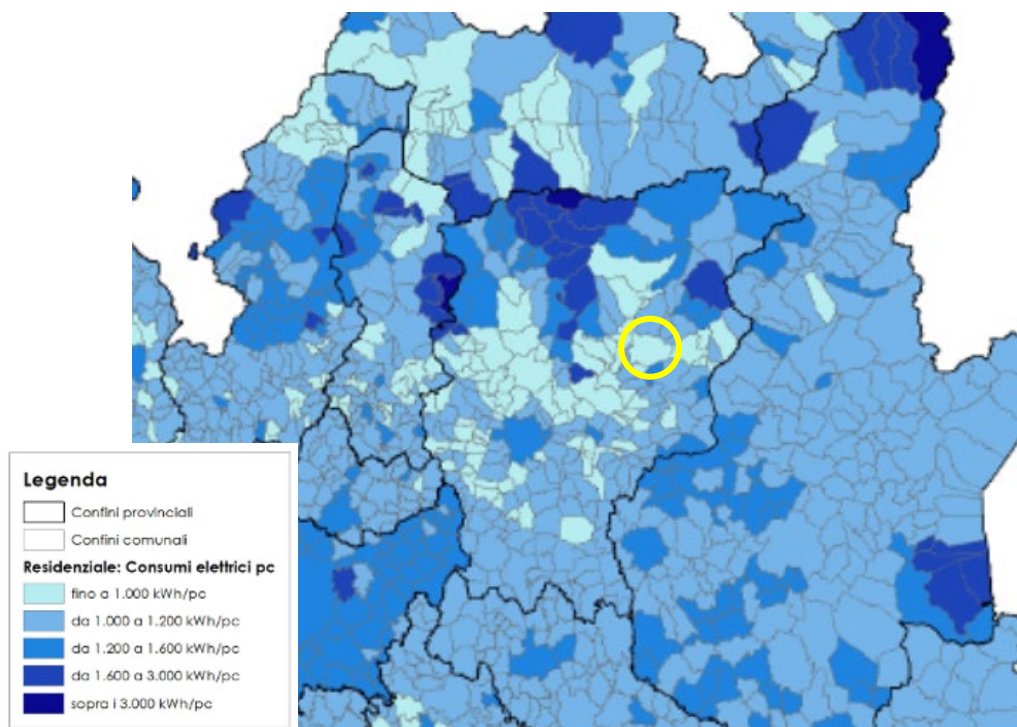 Legenda
Confini provinciali
Confini comunali
Residenziale: Consumi elettrici pc
fino a 1.000 kWh/pc
da 1.000 a 1.200 kWh/pc
da 1.200 a 1.600 kWh/pc
da 1.600 a 3.000 kWh/pc
sopra i 3.000 kWh/pc